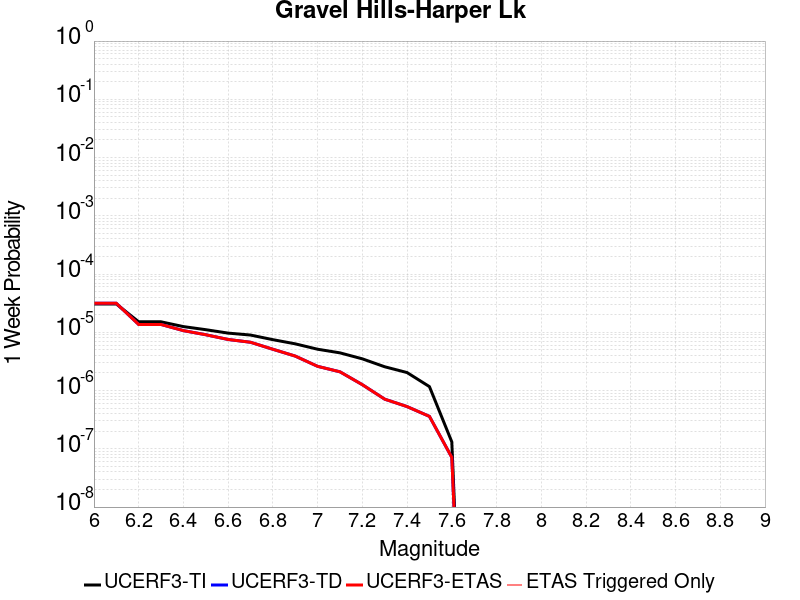 Gravel Hills-Harper Lk
10^0
10^-1
10^-2
10^-3
10^-4
10^-5
10^-6
10^-7
10^-8
1 Week Probability
6 6.2 6.4 6.6 6.8 7 7.2 7.4 7.6 7.8 8 8.2 8.4 8.6 8.8 9
Magnitude
UCERF3-TI UCERF3-TD UCERF3-ETAS ETAS Triggered Only